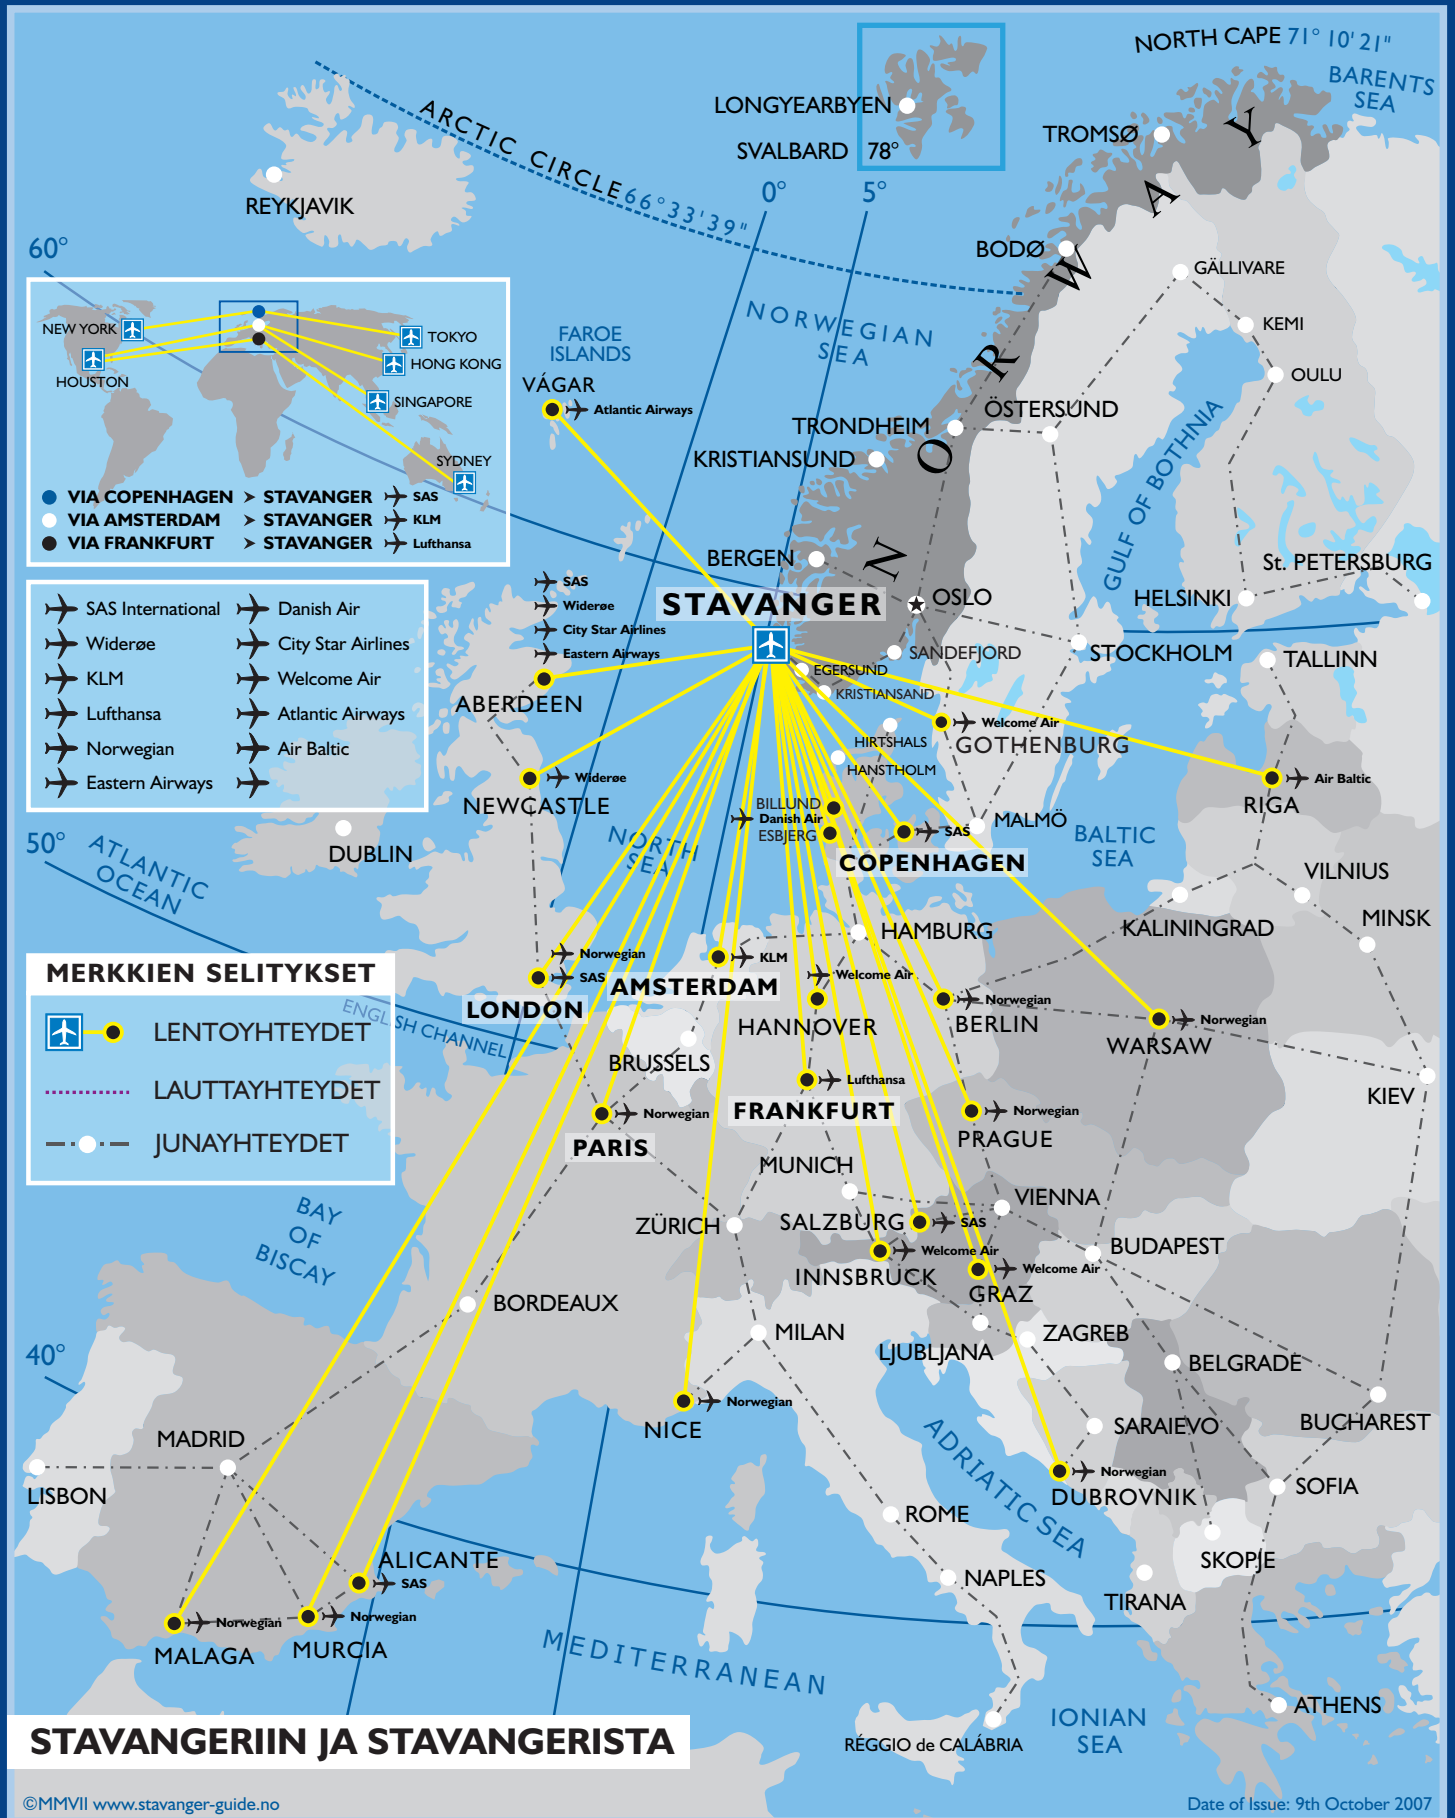 NORTH CAPE 71° 10' 21"
BARENTS
SEA
LONGYEARBYEN
SVALBARD 78°
TROMSØ
ARCTIC CIRCLE 66°33'39"
0°
5°
REYKJAVIK
60°
BODØ
GÄLLIVARE
NORWAY
NORWEGIAN
SEA
KEMI
FAROE
ISLANDS
VÁGAR
Atlantic Airways
OULU
NEW YORK
TOKYO
HONG KONG
HOUSTON
SINGAPORE
SYDNEY
VIA COPENHAGEN > STAVANGER SAS
VIA AMSTERDAM > STAVANGER KLM
VIA FRANKFURT > STAVANGER Lufthansa
ÖSTERSUND
TRONDHEIM
KRISTIANSUND
GULF OF BOTHNIA
BERGEN
St. PETERSBURG
SAS International
Danish Air
Widerøe
City Star Airlines
KLM
Welcome Air
Lufthansa
Atlantic Airways
Norwegian
Air Baltic
Eastern Airways
SAS
Widerøe
City Star Airlines
Eastern Airways
ABERDEEN
STAVANGER
OSLO
HELSINKI
SANDEFJORD
STOCKHOLM
TALLINN
EGERSUND
KRISTIANSAND
Welcome Air
GOTHENBURG
HIRTSHALS
HANSTHOLM
Widerøe
NEWCASTLE
Air Baltic
RIGA
BILLUND
Danish Air
ESBJERG
SAS
MALMÖ
COPENHAGEN
BALTIC
SEA
NORTH
SEA
50°
ATLANTIC
OCEAN
DUBLIN
VILNIUS
MINSK
KALININGRAD
HAMBURG
Norwegian
SAS
LONDON
KLM
AMSTERDAM
Welcome Air
HANNOVER
Norwegian
BERLIN
Norwegian
WARSAW
MERKKIEN SELITYKSET
LENTOYHTEYDET
LAUTTAYHTEYDET
JUNAYHTEYDET
ENGLISH CHANNEL
BRUSSELS
Lufthansa
FRANKFURT
KIEV
Norwegian
PARIS
Norwegian
PRAGUE
MUNICH
VIENNA
BAY
OF
BISCAY
ZÜRICH
SALZBURG
SAS
Welcome Air
INNSBRUCK
Welcome Air
GRAZ
BUDAPEST
BORDEAUX
MILAN
LJUBLJANA
ZAGREB
40°
BELGRADE
Norwegian
NICE
MADRID
SARAIEVO
BUCHAREST
ADRIATIC SEA
Norwegian
DUBROVNIK
LISBON
SOFIA
ROME
SKOPJE
ALICANTE
SAS
NAPLES
TIRANA
Norwegian
MALAGA
Norwegian
MURCIA
MEDITERRANEAN
ATHENS
IONIAN
SEA
RÉGGIO de CALÁBRIA
STAVANGERIIN JA STAVANGERISTA
©MMVII www.stavanger-guide.no
Date of Issue: 9th October 2007